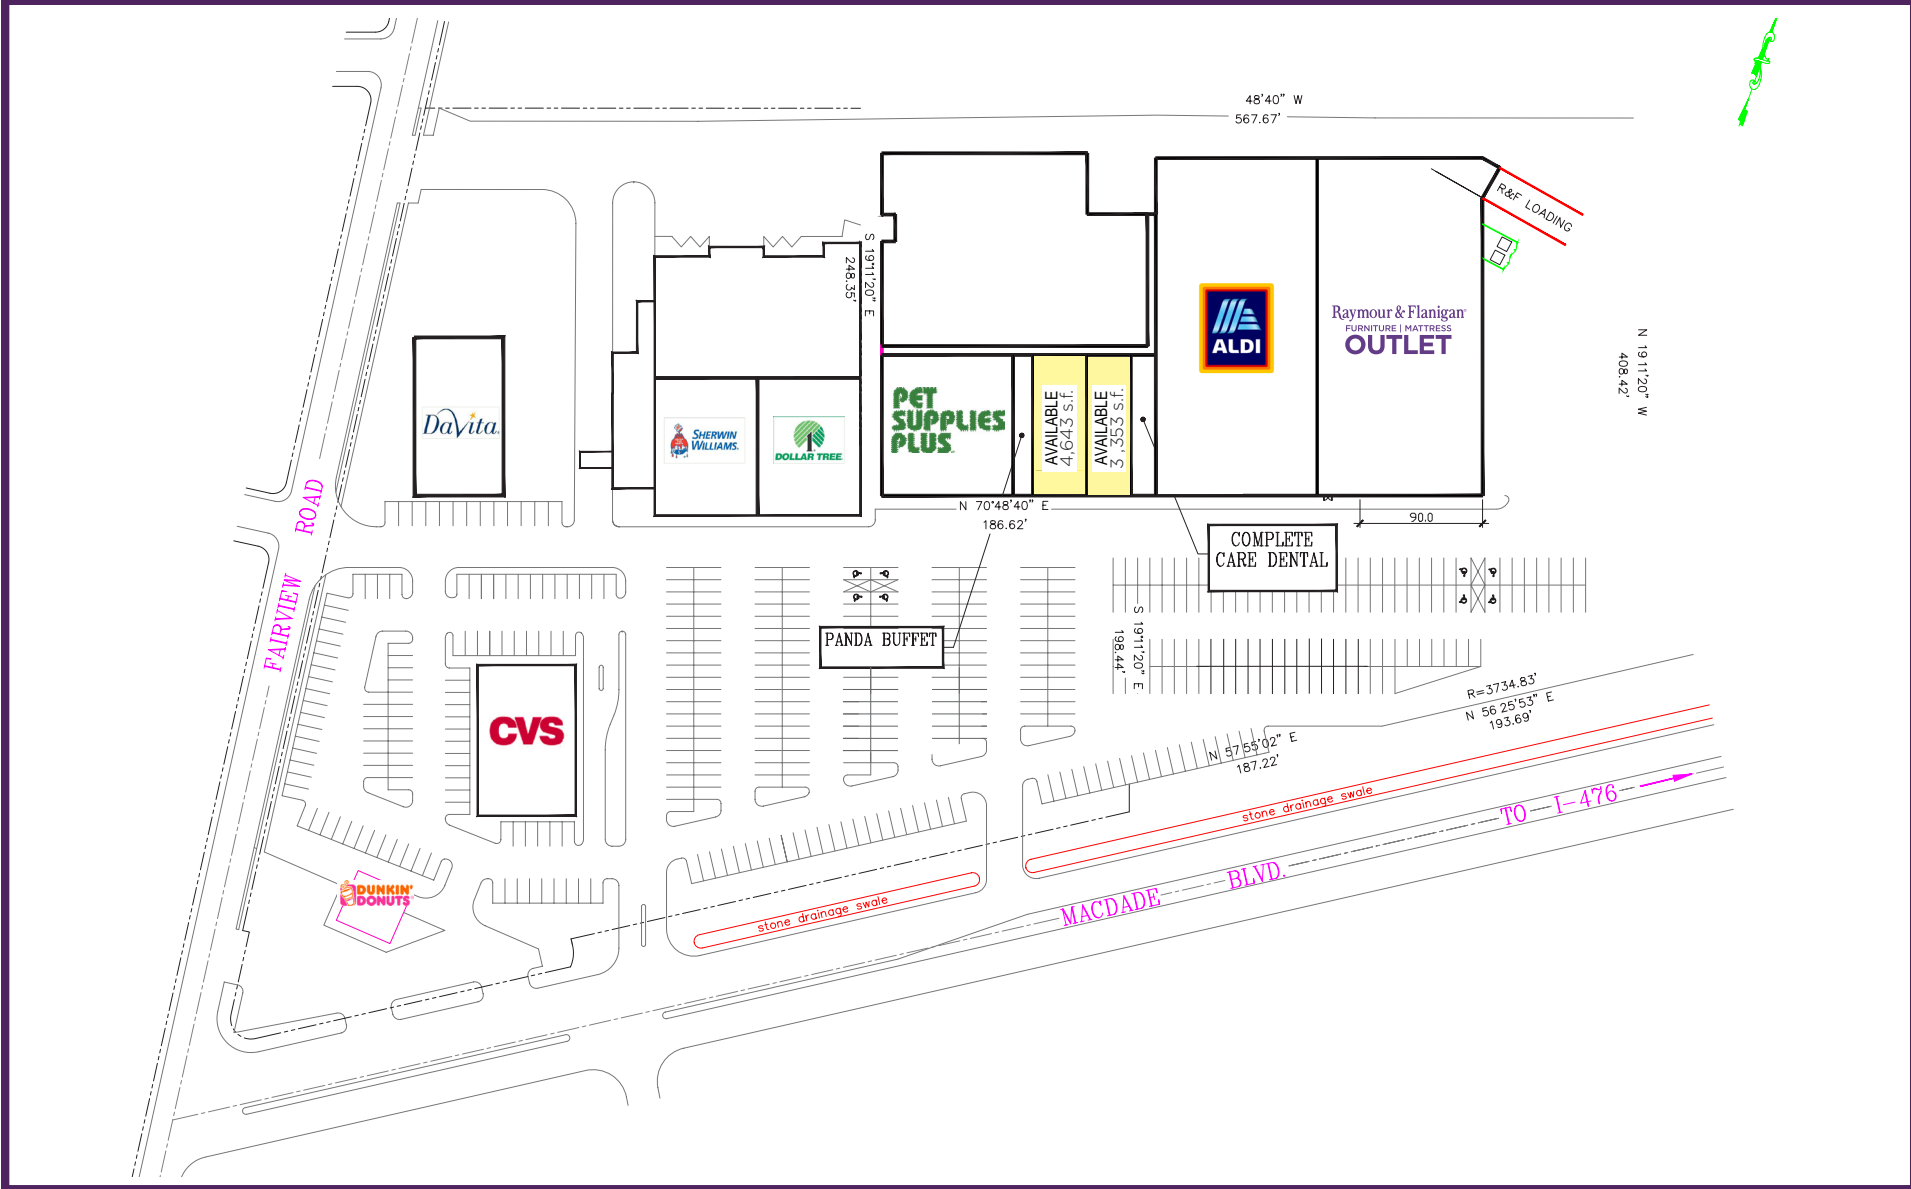 48'40" W
567.67'
R&F LOADING
S 19°11'20" E
248.35'
N 19 11'20" W
408.42'
ALDI
Raymour & Flanigan
FURNITURE | MATTRESS
OUTLET
DaVita
SHERWIN
WILLIAMS.
DOLLAR TREE
PET
SUPPLIES
PLUS
AVAILABLE
4,643 s.f.
AVAILABLE
3,353 s.f.
N 70°48'40" E
186.62'
90.0
COMPLETE
CARE DENTAL
PANDA BUFFET
FAIRVIEW ROAD
S 19°11'20" E
198.44'
CVS
R=3734.83'
N 56 25'53" E
193.69'
N 57 55'02" E
187.22'
stone drainage swale
TO I-476
DUNKIN'
DONUTS
stone drainage swale
MACDADE BLVD.